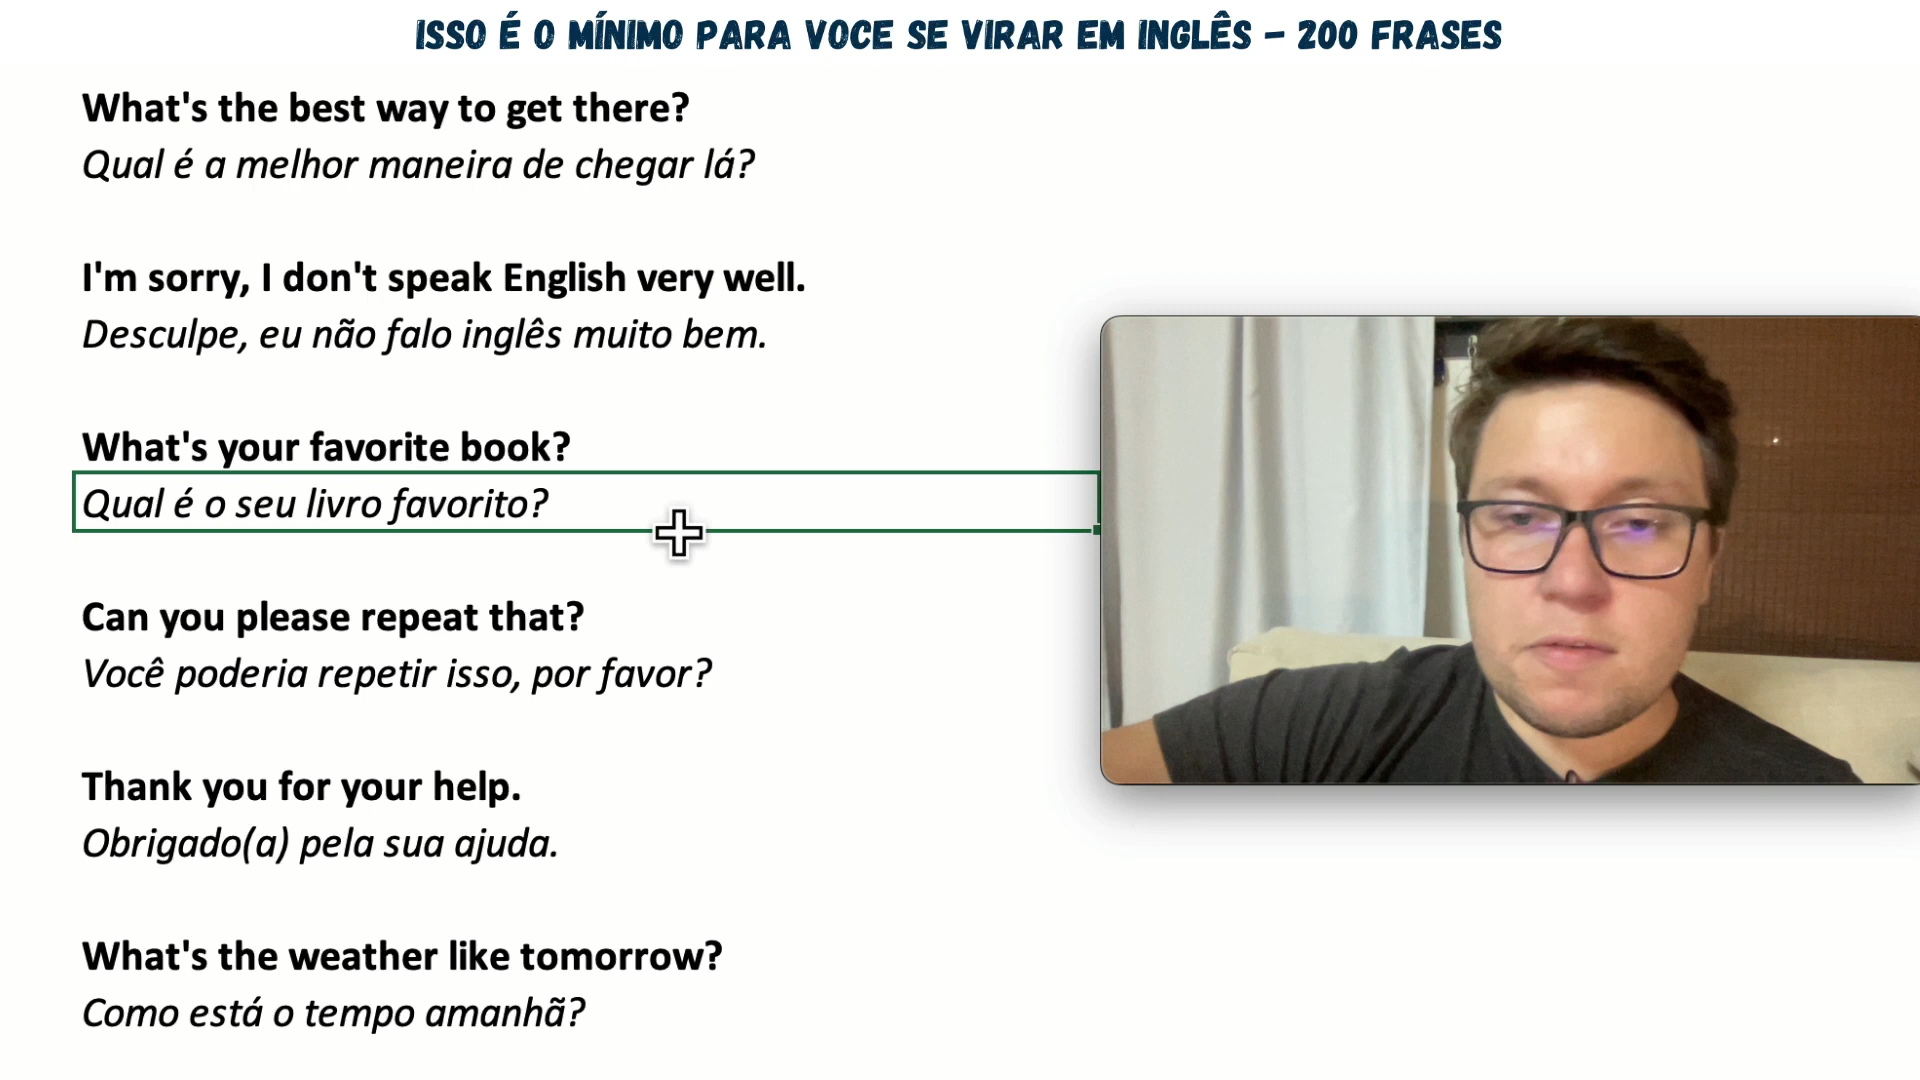 ISSO É O MÍNIMO PARA VOCE SE VIRAR EM INGLÊS – 200 FRASES
What's the best way to get there?
Qual é a melhor maneira de chegar lá?
I'm sorry, I don't speak English very well.
Desculpe, eu não falo inglês muito bem.
What's your favorite book?
Qual é o seu livro favorito?
Can you please repeat that?
Você poderia repetir isso, por favor?
Thank you for your help.
Obrigado(a) pela sua ajuda.
What's the weather like tomorrow?
Como está o tempo amanhã?